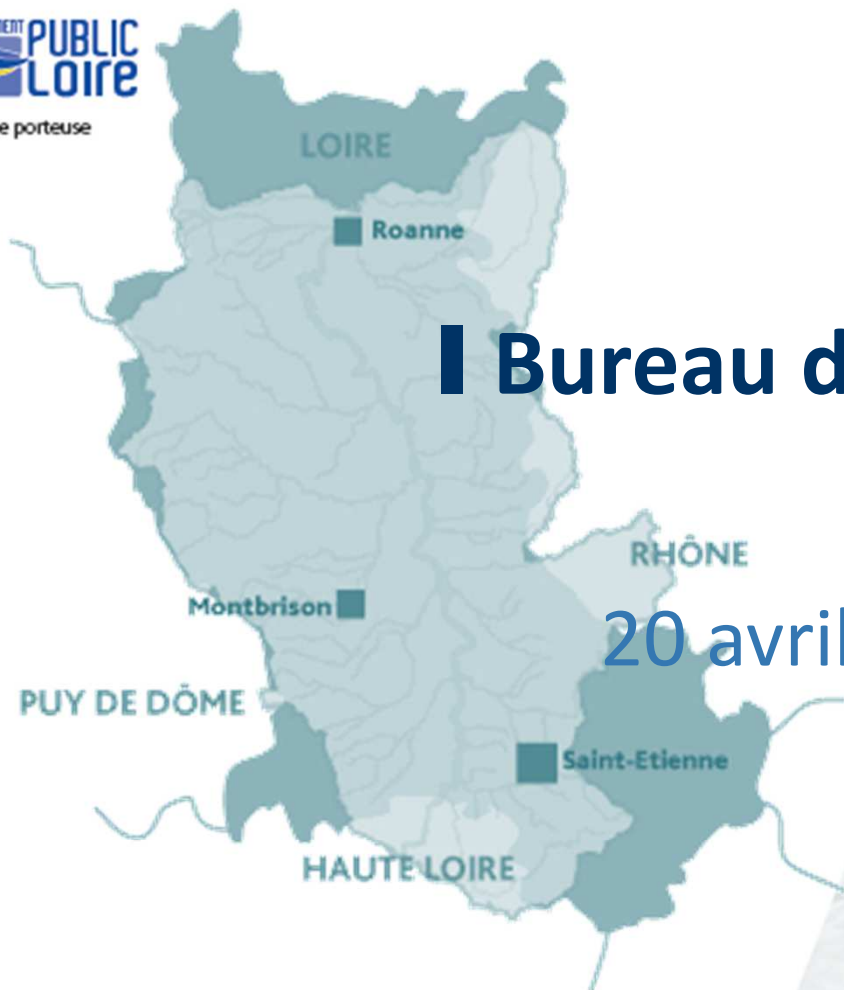 PUBLIC
LOIRE
e porteuse
LOIRE
Roanne
Bureau d
RHÔNE
Montbrison
20 avril
PUY DE DÔME
Saint-Etienne
HAUTE LOIRE